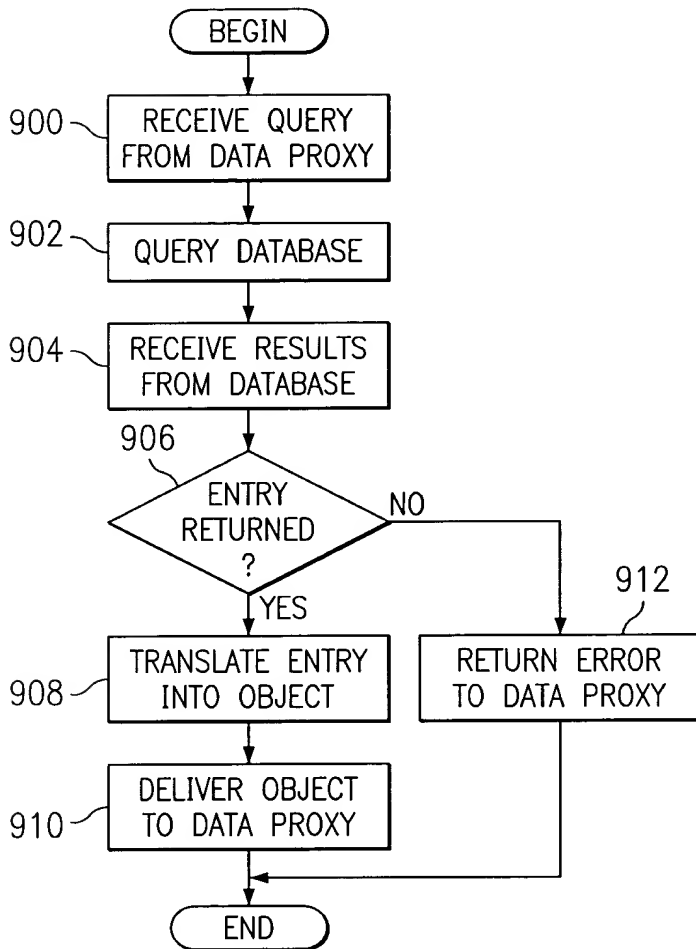 BEGIN
900
RECEIVE QUERY
FROM DATA PROXY
902
QUERY DATABASE
904
RECEIVE RESULTS
FROM DATABASE
906
ENTRY
RETURNED
?
NO
YES
912
908
TRANSLATE ENTRY
INTO OBJECT
RETURN ERROR
TO DATA PROXY
910
DELIVER OBJECT
TO DATA PROXY
END